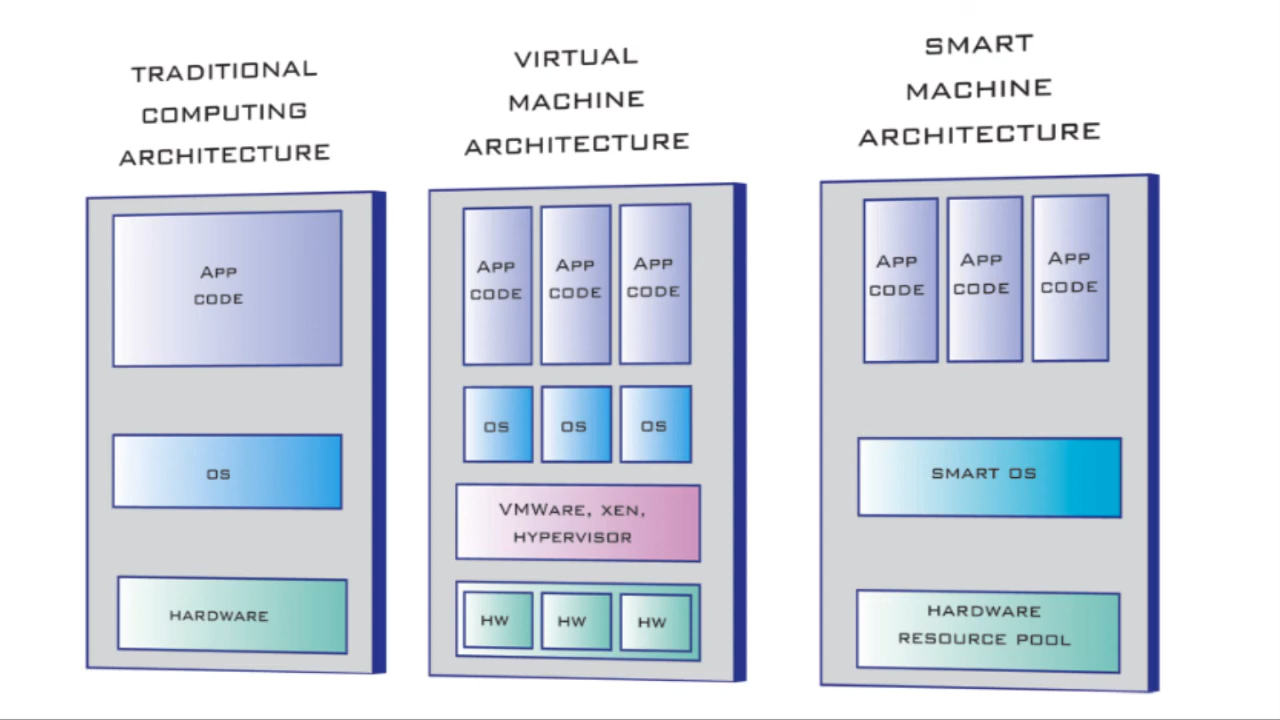 TRADITIONAL
COMPUTING
ARCHITECTURE
APP
CODE
OS
HARDWARE
VIRTUAL
MACHINE
ARCHITECTURE
APP
CODE
APP
CODE
APP
CODE
OS
OS
OS
VMWARE, XEN,
HYPERVISOR
HW
HW
HW
SMART
MACHINE
ARCHITECTURE
APP
CODE
APP
CODE
APP
CODE
SMART OS
HARDWARE
RESOURCE POOL